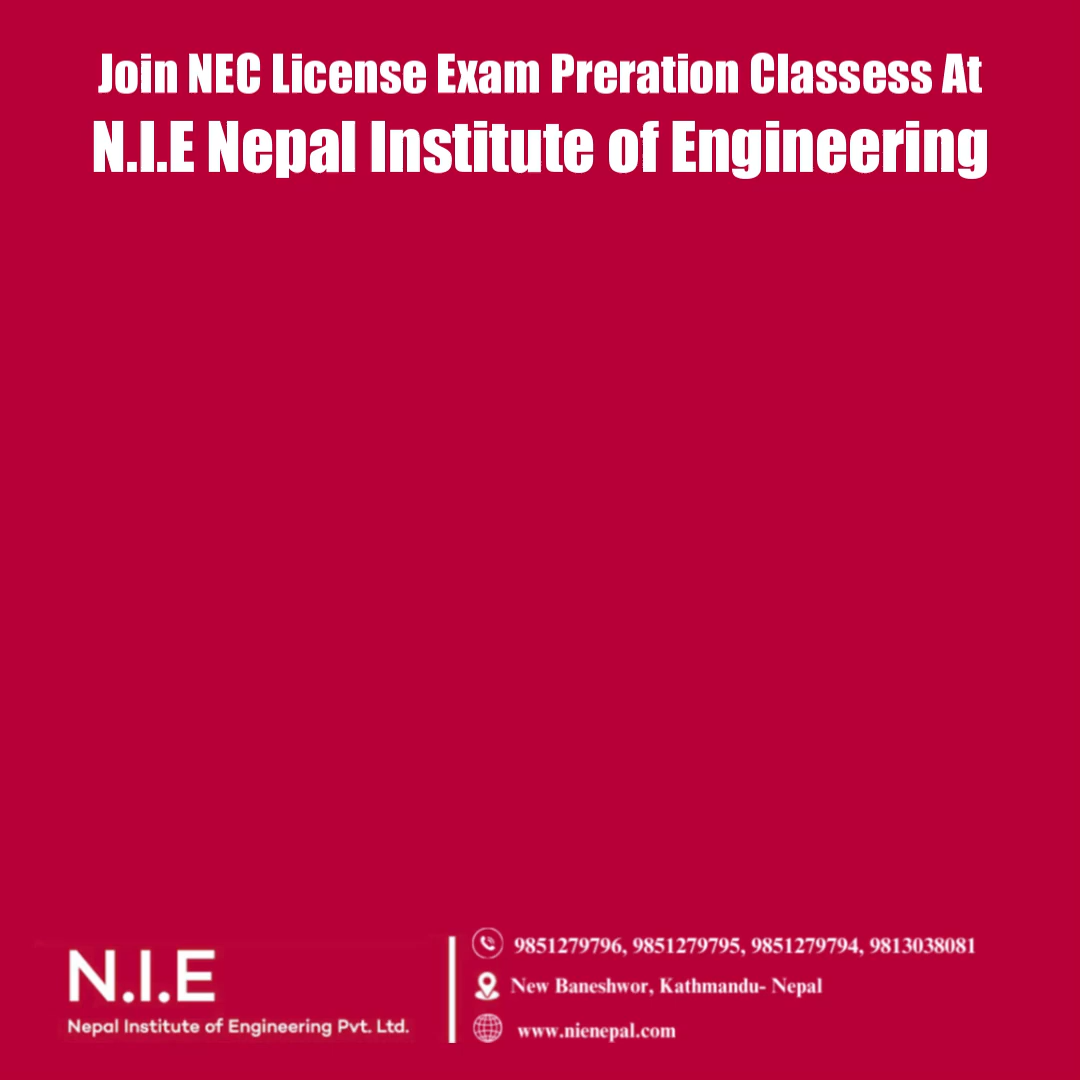 Join NEC License Exam Preration Classess At
N.I.E Nepal Institute of Engineering
N.I.E
Nepal Institute of Engineering Pvt. Ltd.
9851279796, 9851279795, 9851279794, 9813038081
New Baneshwor, Kathmandu- Nepal
www.nienepal.com